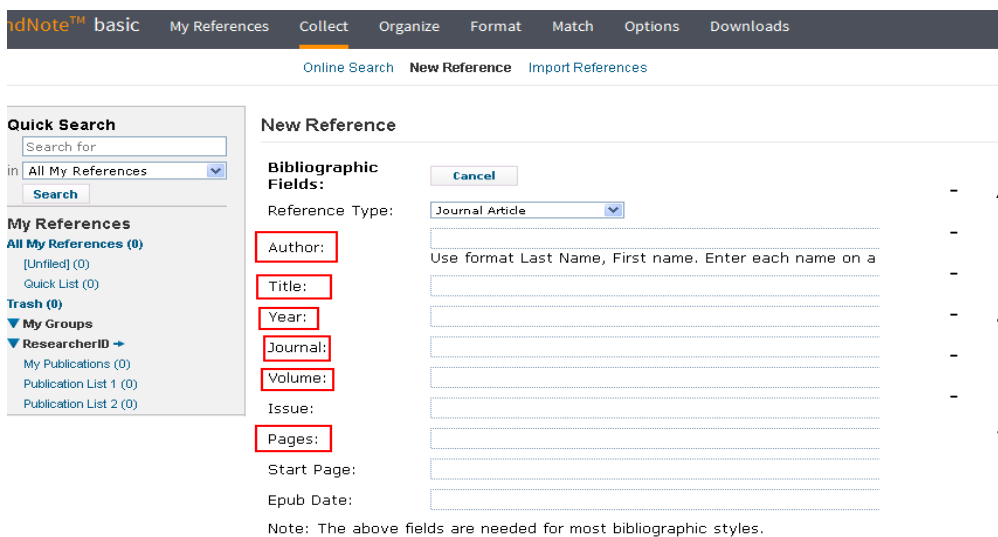 ndNote™ basic My References Collect Organize Format Match Options Downloads
Online Search New Reference Import References
Quick Search
Search for
in All My References
Search
My References
All My References (0)
[Unfiled] (0)
Quick List (0)
Trash (0)
My Groups
ResearcherID
My Publications (0)
Publication List 1 (0)
Publication List 2 (0)
New Reference
Bibliographic
Fields:
Cancel
Reference Type: Journal Article
Author:
Use format Last Name, First name. Enter each name on a
Title:
Year:
Journal:
Volume:
Issue:
Pages:
Start Page:
Epub Date:
Note: The above fields are needed for most bibliographic styles.
-
-
-
-
-
-